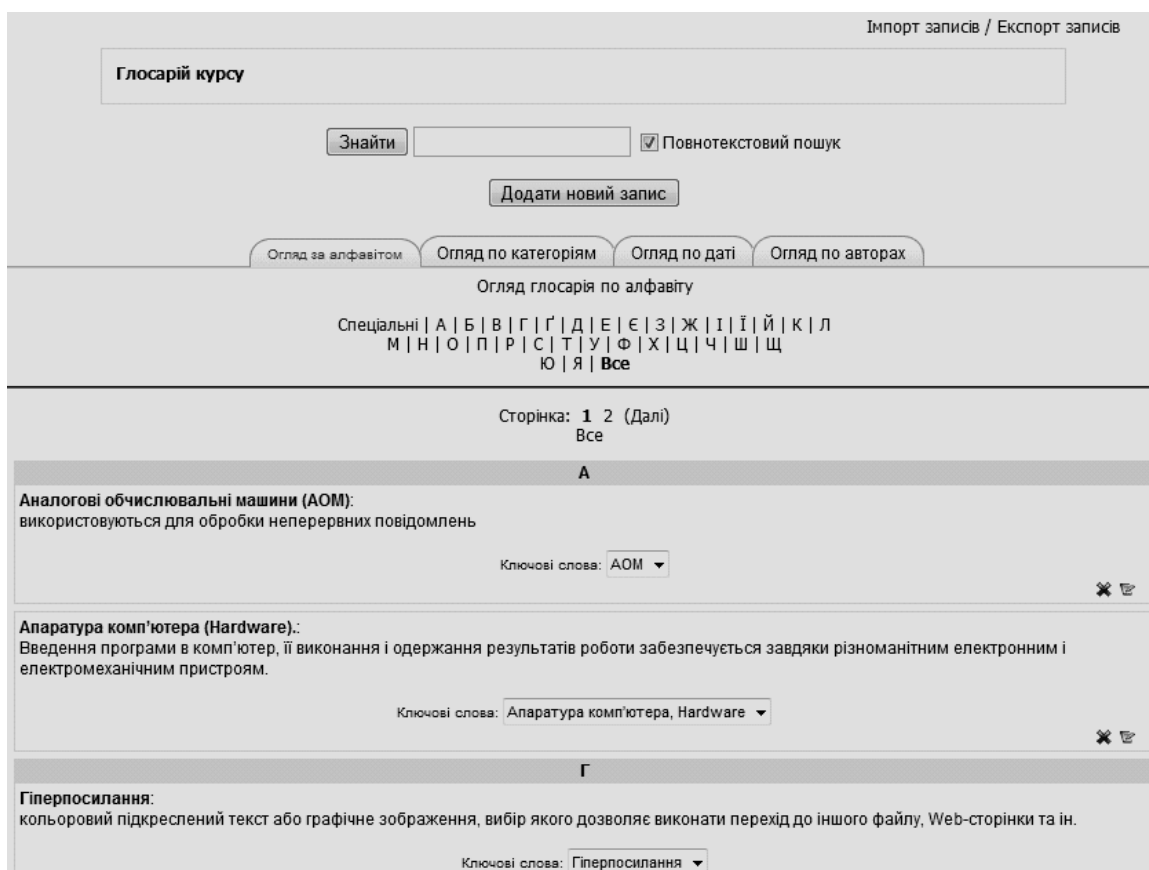 Імпорт записів / Експорт записів
Глосарій курсу
Знайти Повнотекстовий пошук
Додати новий запис
Огляд за алфавітом Огляд по категоріям Огляд по даті Огляд по авторах
Огляд глосарія по алфавіту
Спеціальні | А | Б | В | Г | Ґ | Д | Е | Є | З | Ж | І | Ї | Й | К | Л
М | Н | О | П | Р | С | Т | У | Ф | Х | Ц | Ч | Ш | Щ
Ю | Я | Все
Сторінка: 1 2 (Далі)
Все
А
Аналогові обчислювальні машини (АОМ):
використовуються для обробки неперервних повідомлень
Ключові слова: АОМ
Апаратура комп'ютера (Hardware).:
Введення програми в комп'ютер, її виконання і одержання результатів роботи забезпечується завдяки різноманітним електронним і
електромеханічним пристроям.
Ключові слова: Апаратура комп'ютера, Hardware
Г
Гіперпосилання:
кольоровий підкреслений текст або графічне зображення, вибір якого дозволяє виконати перехід до іншого файлу, Web-сторінки та ін.
Ключові слова: Гіперпосилання